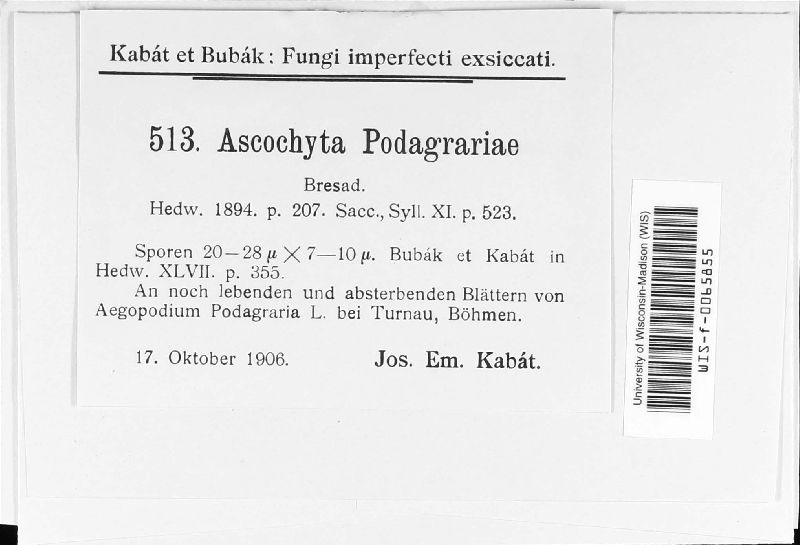 Kabát et Bubák: Fungi imperfecti exsiccati.
513. Ascochyta Podagrariae
Bresad.
Hedw. 1894. p. 207. Sacc., Syll. XI. p. 523.
Sporen 20–28 µ × 7—10 µ. Bubák et Kabát in
Hedw. XLVII. p. 355.
An noch lebenden und absterbenden Blättern von
Aegopodium Podagraria L. bei Turnau, Böhmen.
17. Oktober 1906. Jos. Em. Kabát.
University of Wisconsin-Madison (WIS)
WIS-f-0065855